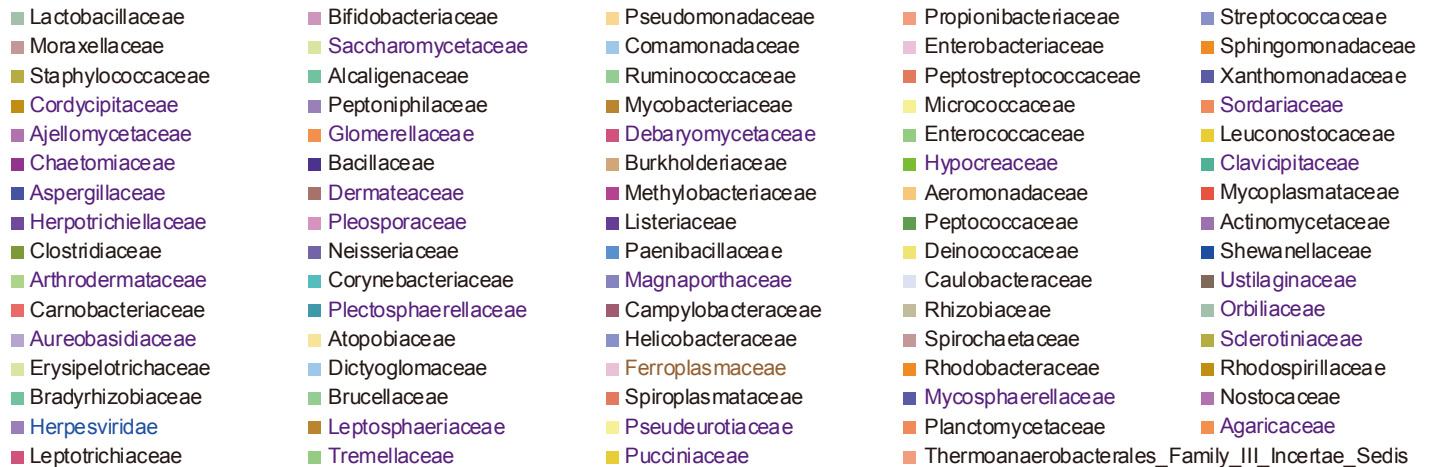 Lactobacillaceae Bifidobacteriaceae Pseudomonadaceae Propionibacteriaceae Streptococcaceae
Moraxellaceae Saccharomycetaceae Comamonadaceae Enterobacteriaceae Sphingomonadaceae
Staphylococcaceae Alcaligenaceae Ruminococcaceae Peptostreptococcaceae Xanthomonadaceae
Cordycipitaceae Peptoniphilaceae Mycobacteriaceae Micrococcaceae Sordariaceae
Ajellomycetaceae Glomerellaceae Debaryomycetaceae Enterococcaceae Leuconostocaceae
Chaetomiaceae Bacillaceae Burkholderiaceae Hypocreaceae Clavicipitaceae
Aspergillaceae Dermateaceae Methylobacteriaceae Aeromonadaceae Mycoplasmataceae
Herpotrichiellaceae Pleosporaceae Listeriaceae Peptococcaceae Actinomycetaceae
Clostridiaceae Neisseriaceae Paenibacillaceae Deinococcaceae Shewanellaceae
Arthrodermataceae Corynebacteriaceae Magnaporthaceae Caulobacteraceae Ustilaginaceae
Carnobacteriaceae Plectosphaerellaceae Campylobacteraceae Rhizobiaceae Orbiliaceae
Aureobasidiaceae Atopobiaceae Helicobacteraceae Spirochaetaceae Sclerotiniaceae
Erysipelotrichaceae Dictyoglomaceae Ferroplasmaceae Rhodobacteraceae Rhodospirillaceae
Bradyrhizobiaceae Brucellaceae Spiroplasmataceae Mycosphaerellaceae Nostocaceae
Herpesviridae Leptosphaeriaceae Pseudeurotiaceae Planctomycetaceae Agaricaceae
Leptotrichiaceae Tremellaceae Pucciniaceae Thermoanaerobacterales_Family_III_Incertae_Sedis